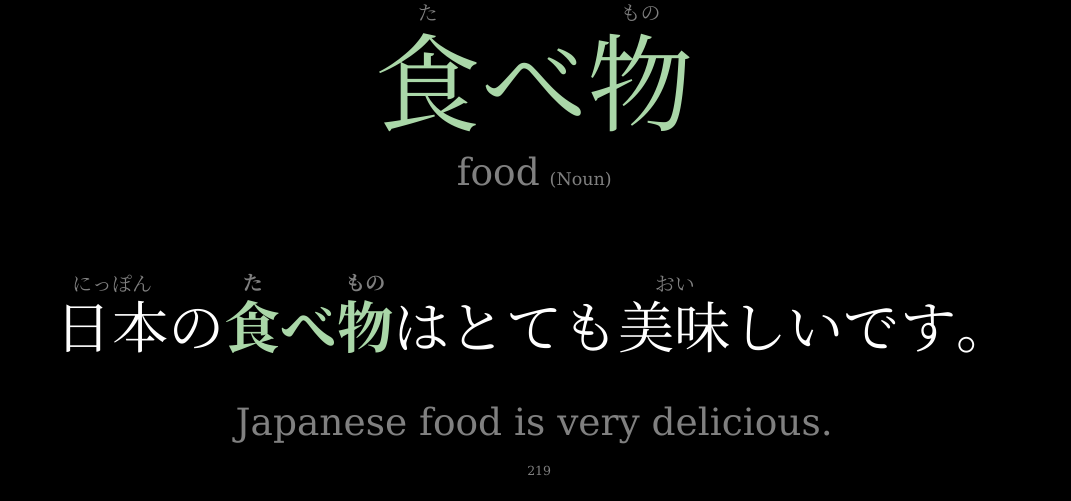 た もの
食べ物
food (Noun)
にっぽん た もの おい
日本の食べ物はとても美味しいです。
Japanese food is very delicious.
219